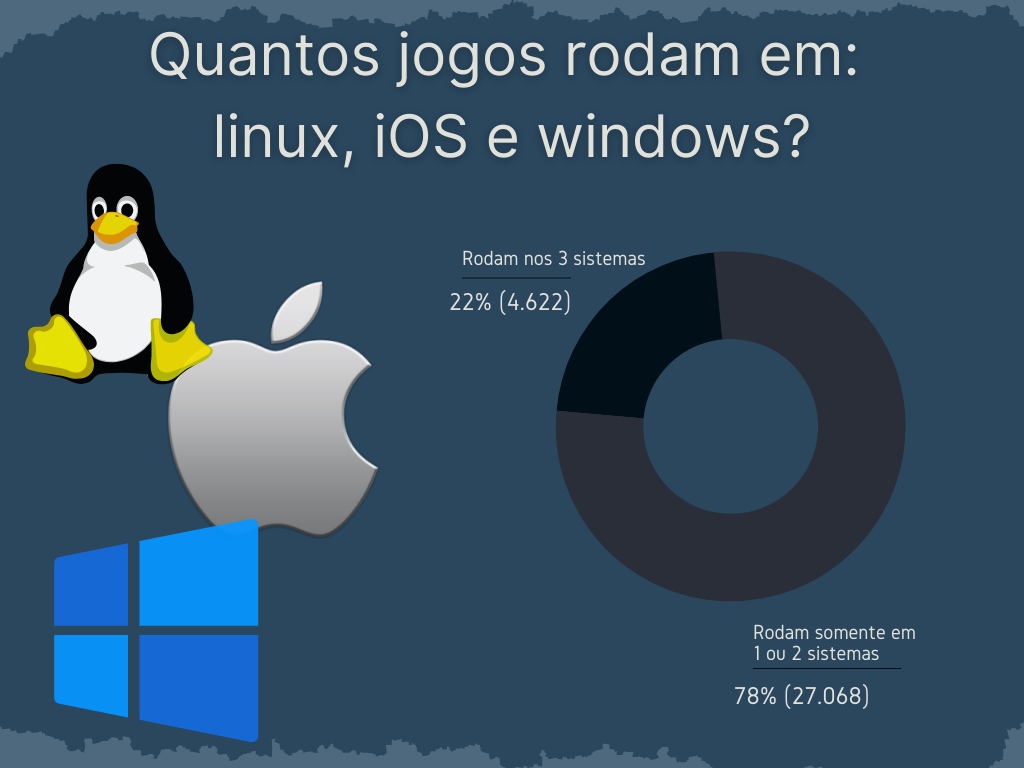 Quantos jogos rodam em:
linux, iOS e windows?
Rodam nos 3 sistemas
22% (4.622)
Rodam somente em
1 ou 2 sistemas
78% (27.068)